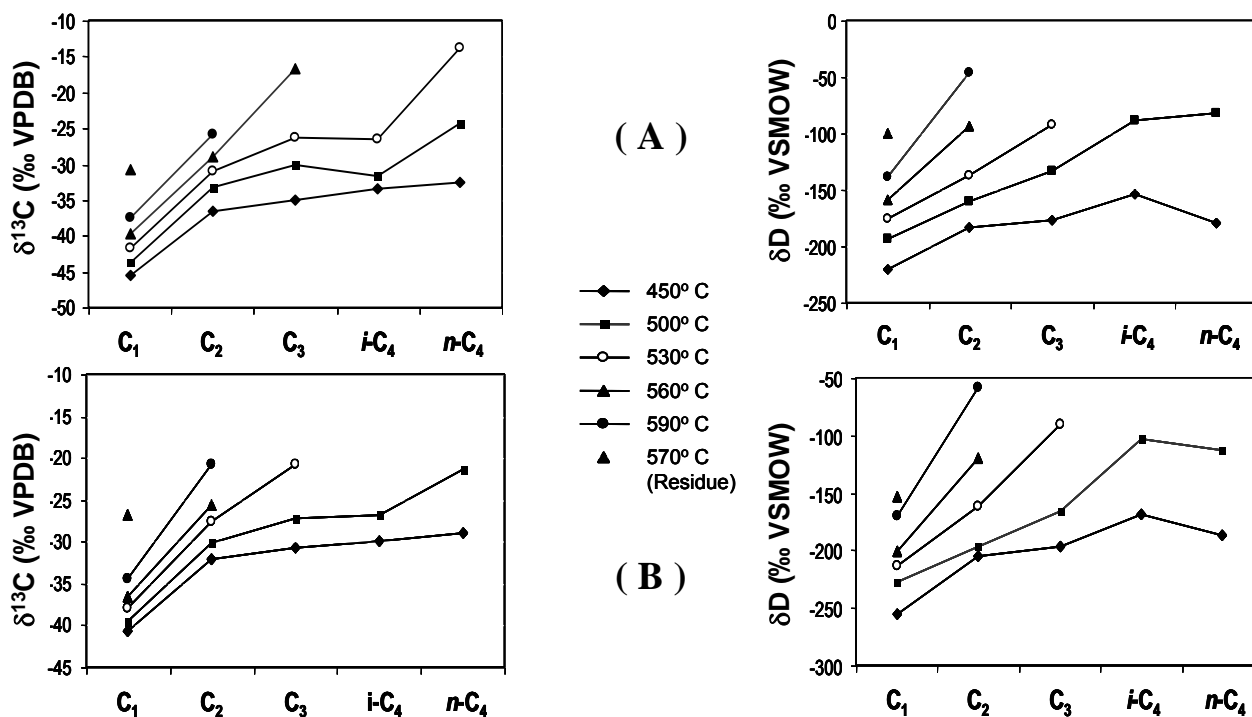 δ¹³C (‰ VPDB)
-10
-15
-20
-25
-30
-35
-40
-45
-50
C₁ C₂ C₃ i-C₄ n-C₄
( A )
δD (‰ VSMOW)
0
-50
-100
-150
-200
-250
C₁ C₂ C₃ i-C₄ n-C₄
450º C
500º C
530º C
560º C
590º C
570º C
(Residue)
δ¹³C (‰ VPDB)
-10
-15
-20
-25
-30
-35
-40
-45
C₁ C₂ C₃ i-C₄ n-C₄
( B )
δD (‰ VSMOW)
-50
-100
-150
-200
-250
-300
C₁ C₂ C₃ i-C₄ n-C₄